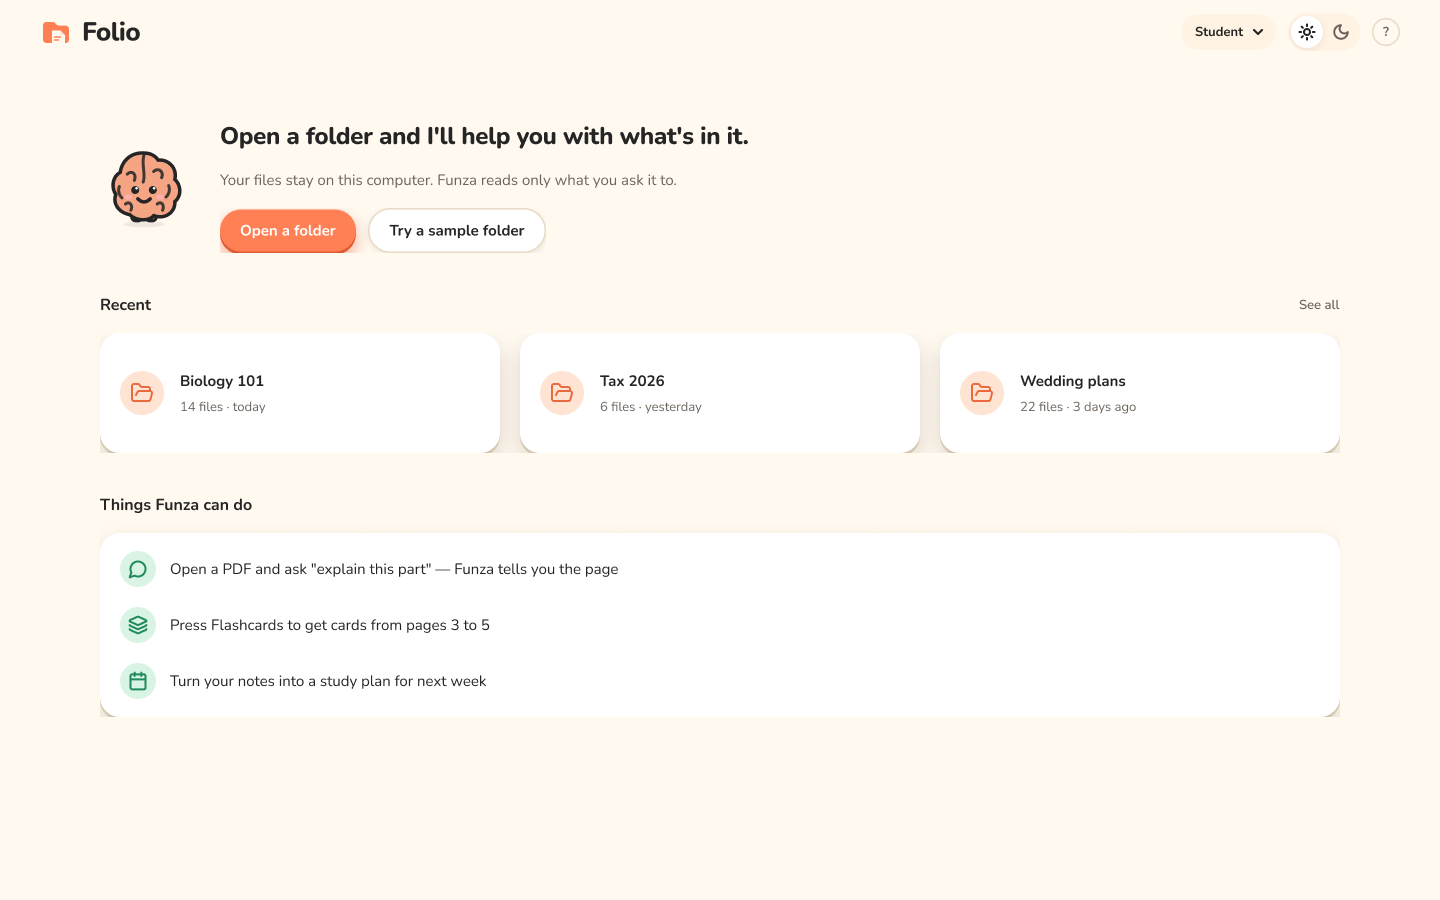 Folio
Student
?
Open a folder and I'll help you with what's in it.
Your files stay on this computer. Funza reads only what you ask it to.
Open a folder
Try a sample folder
Recent
See all
Biology 101
14 files · today
Tax 2026
6 files · yesterday
Wedding plans
22 files · 3 days ago
Things Funza can do
Open a PDF and ask "explain this part" — Funza tells you the page
Press Flashcards to get cards from pages 3 to 5
Turn your notes into a study plan for next week